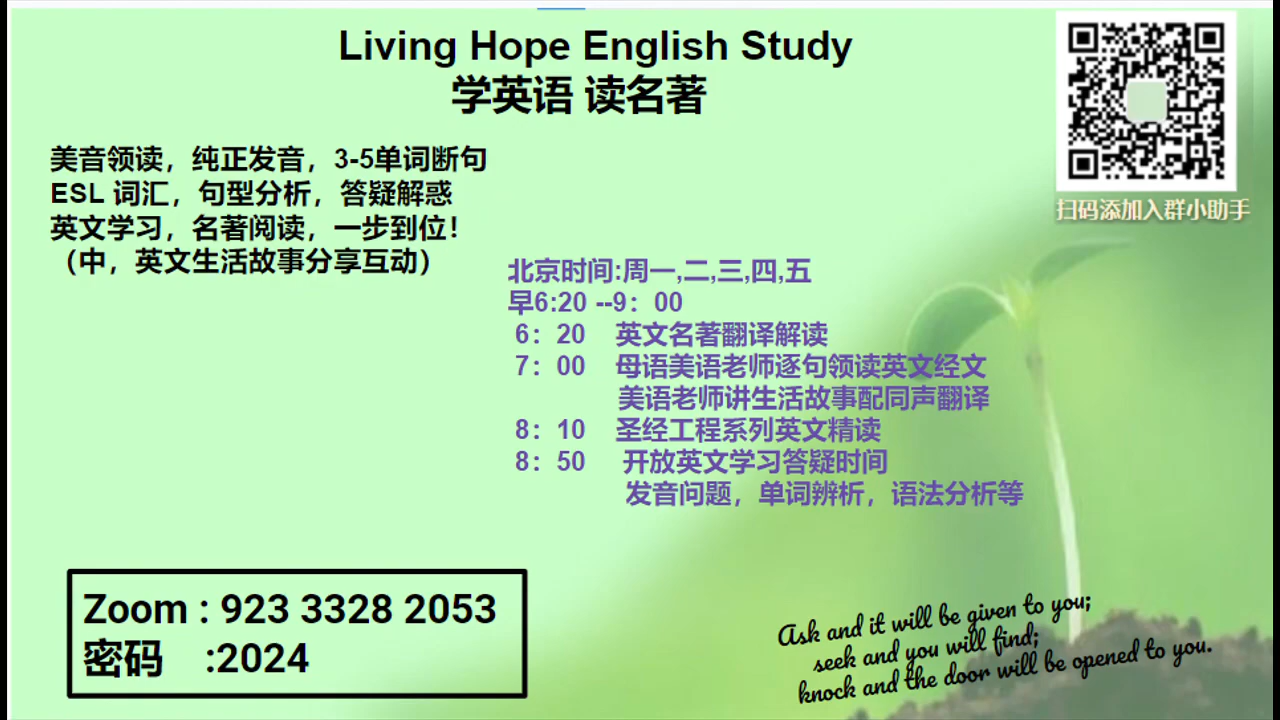 Living Hope English Study
学英语 读名著
扫码添加入群小助手
美音领读，纯正发音，3-5单词断句
ESL 词汇，句型分析，答疑解惑
英文学习，名著阅读，一步到位！
（中，英文生活故事分享互动）
北京时间:周一,二,三,四,五
早6:20 --9：00
6：20 英文名著翻译解读
7：00 母语美语老师逐句领读英文经文
美语老师讲生活故事配同声翻译
8：10 圣经工程系列英文精读
8：50 开放英文学习答疑时间
发音问题，单词辨析，语法分析等
Zoom : 923 3328 2053
密码 :2024
Ask and it will be given to you;
seek and you will find;
knock and the door will be opened to you.